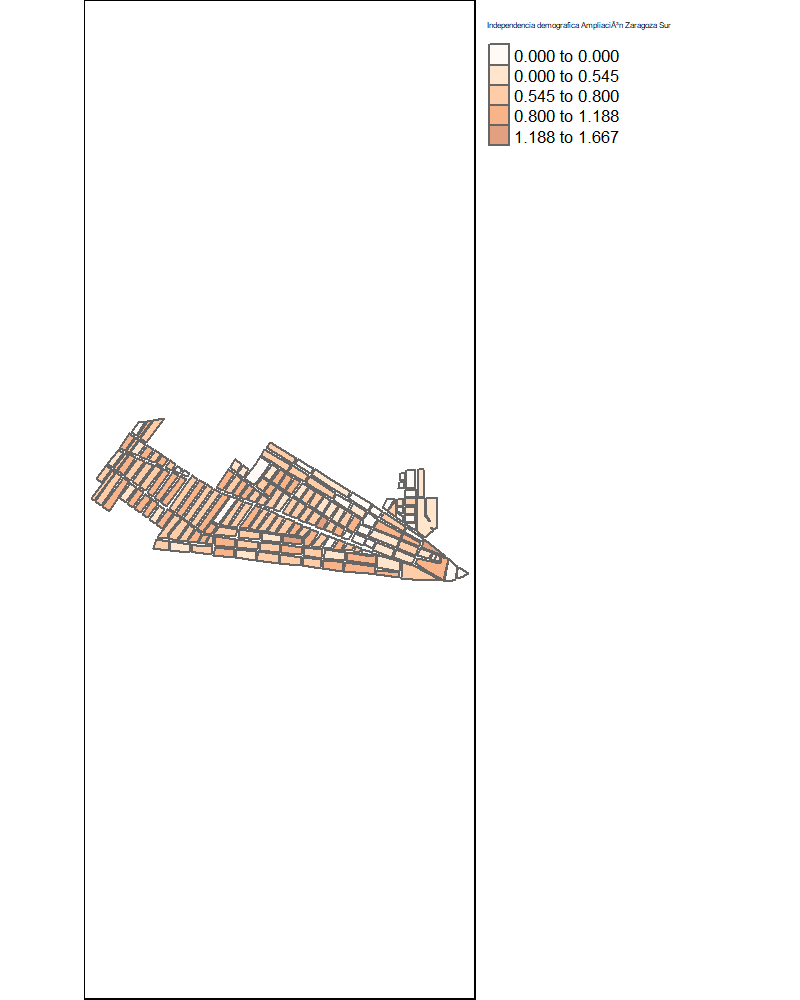 Independencia demografica AmpliaciÃ³n Zaragoza Sur
0.000 to 0.000
0.000 to 0.545
0.545 to 0.800
0.800 to 1.188
1.188 to 1.667